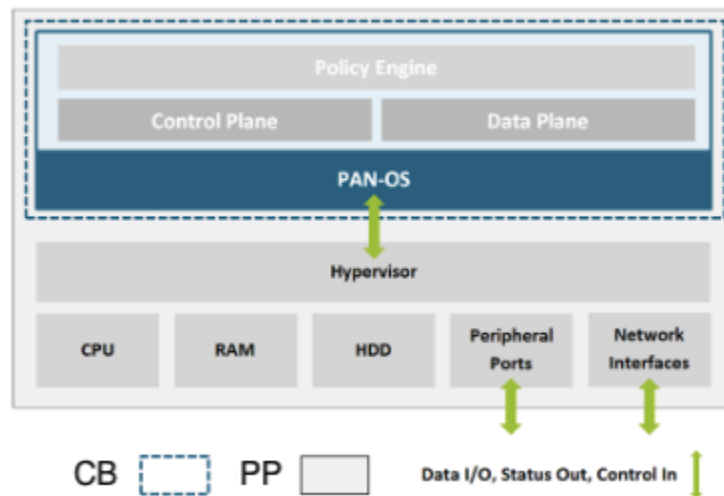 Policy Engine
Control Plane
Data Plane
PAN-OS
Hypervisor
CPU
RAM
HDD
Peripheral
Ports
Network
Interfaces
CB
PP
Data I/O, Status Out, Control In